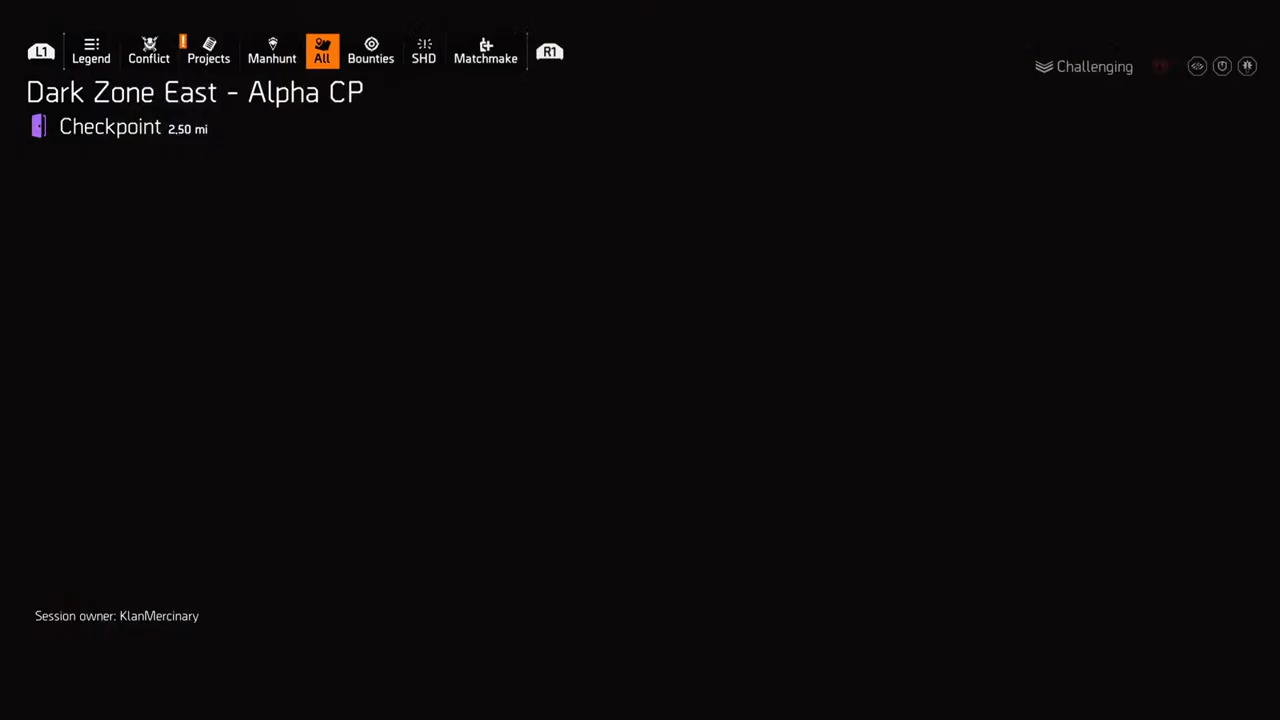 L1 Legend Conflict Projects Manhunt All Bounties SHD Matchmake R1
Challenging
Dark Zone East - Alpha CP
Checkpoint 2.50 mi
Session owner: KlanMercinary